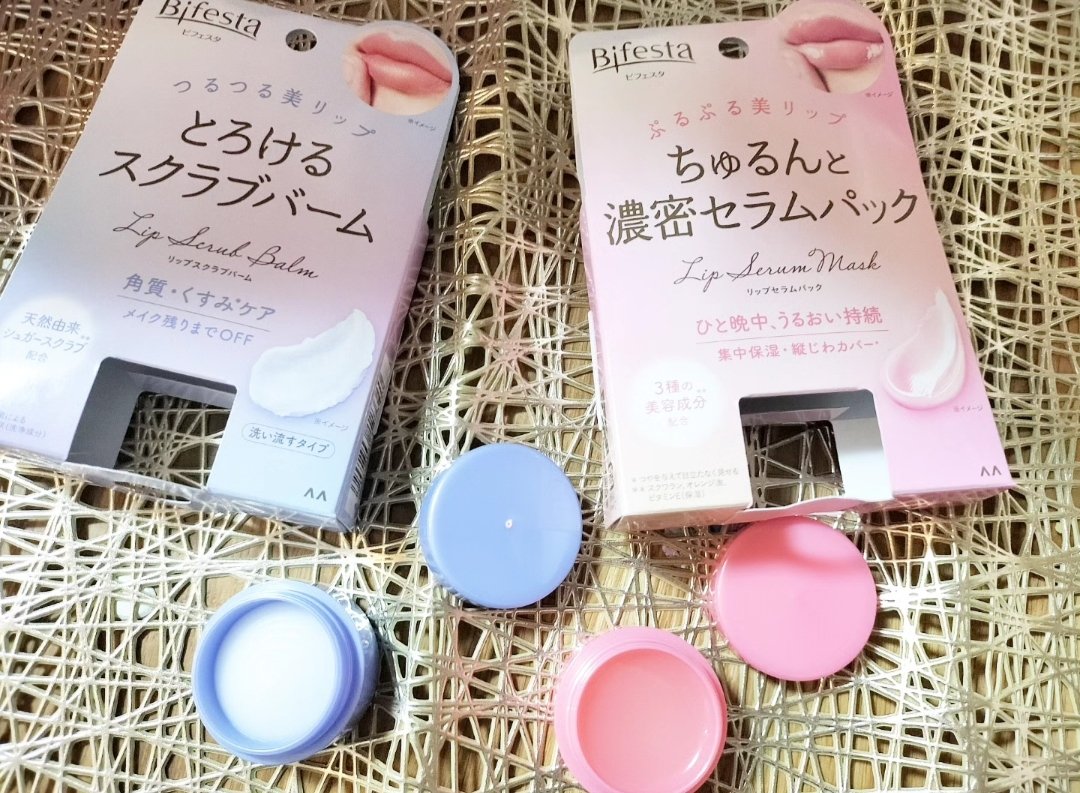 Bifesta
ビフェスタ
つるつる美リップ
※イメージ
とろける
スクラブバーム
Lip Scrub Balm
リップスクラブバーム
角質・くすみ*ケア
メイク残りまでOFF
天然由来
シュガースクラブ
配合
※イメージ
洗い流すタイプ
Bifesta
ビフェスタ
ぷるぷる美リップ
※イメージ
ちゅるんと
濃密セラムパック
Lip Serum Mask
リップセラムパック
ひと晩中、うるおい持続
集中保湿・縦じわカバー*
3種の
美容成分
配合
※イメージ